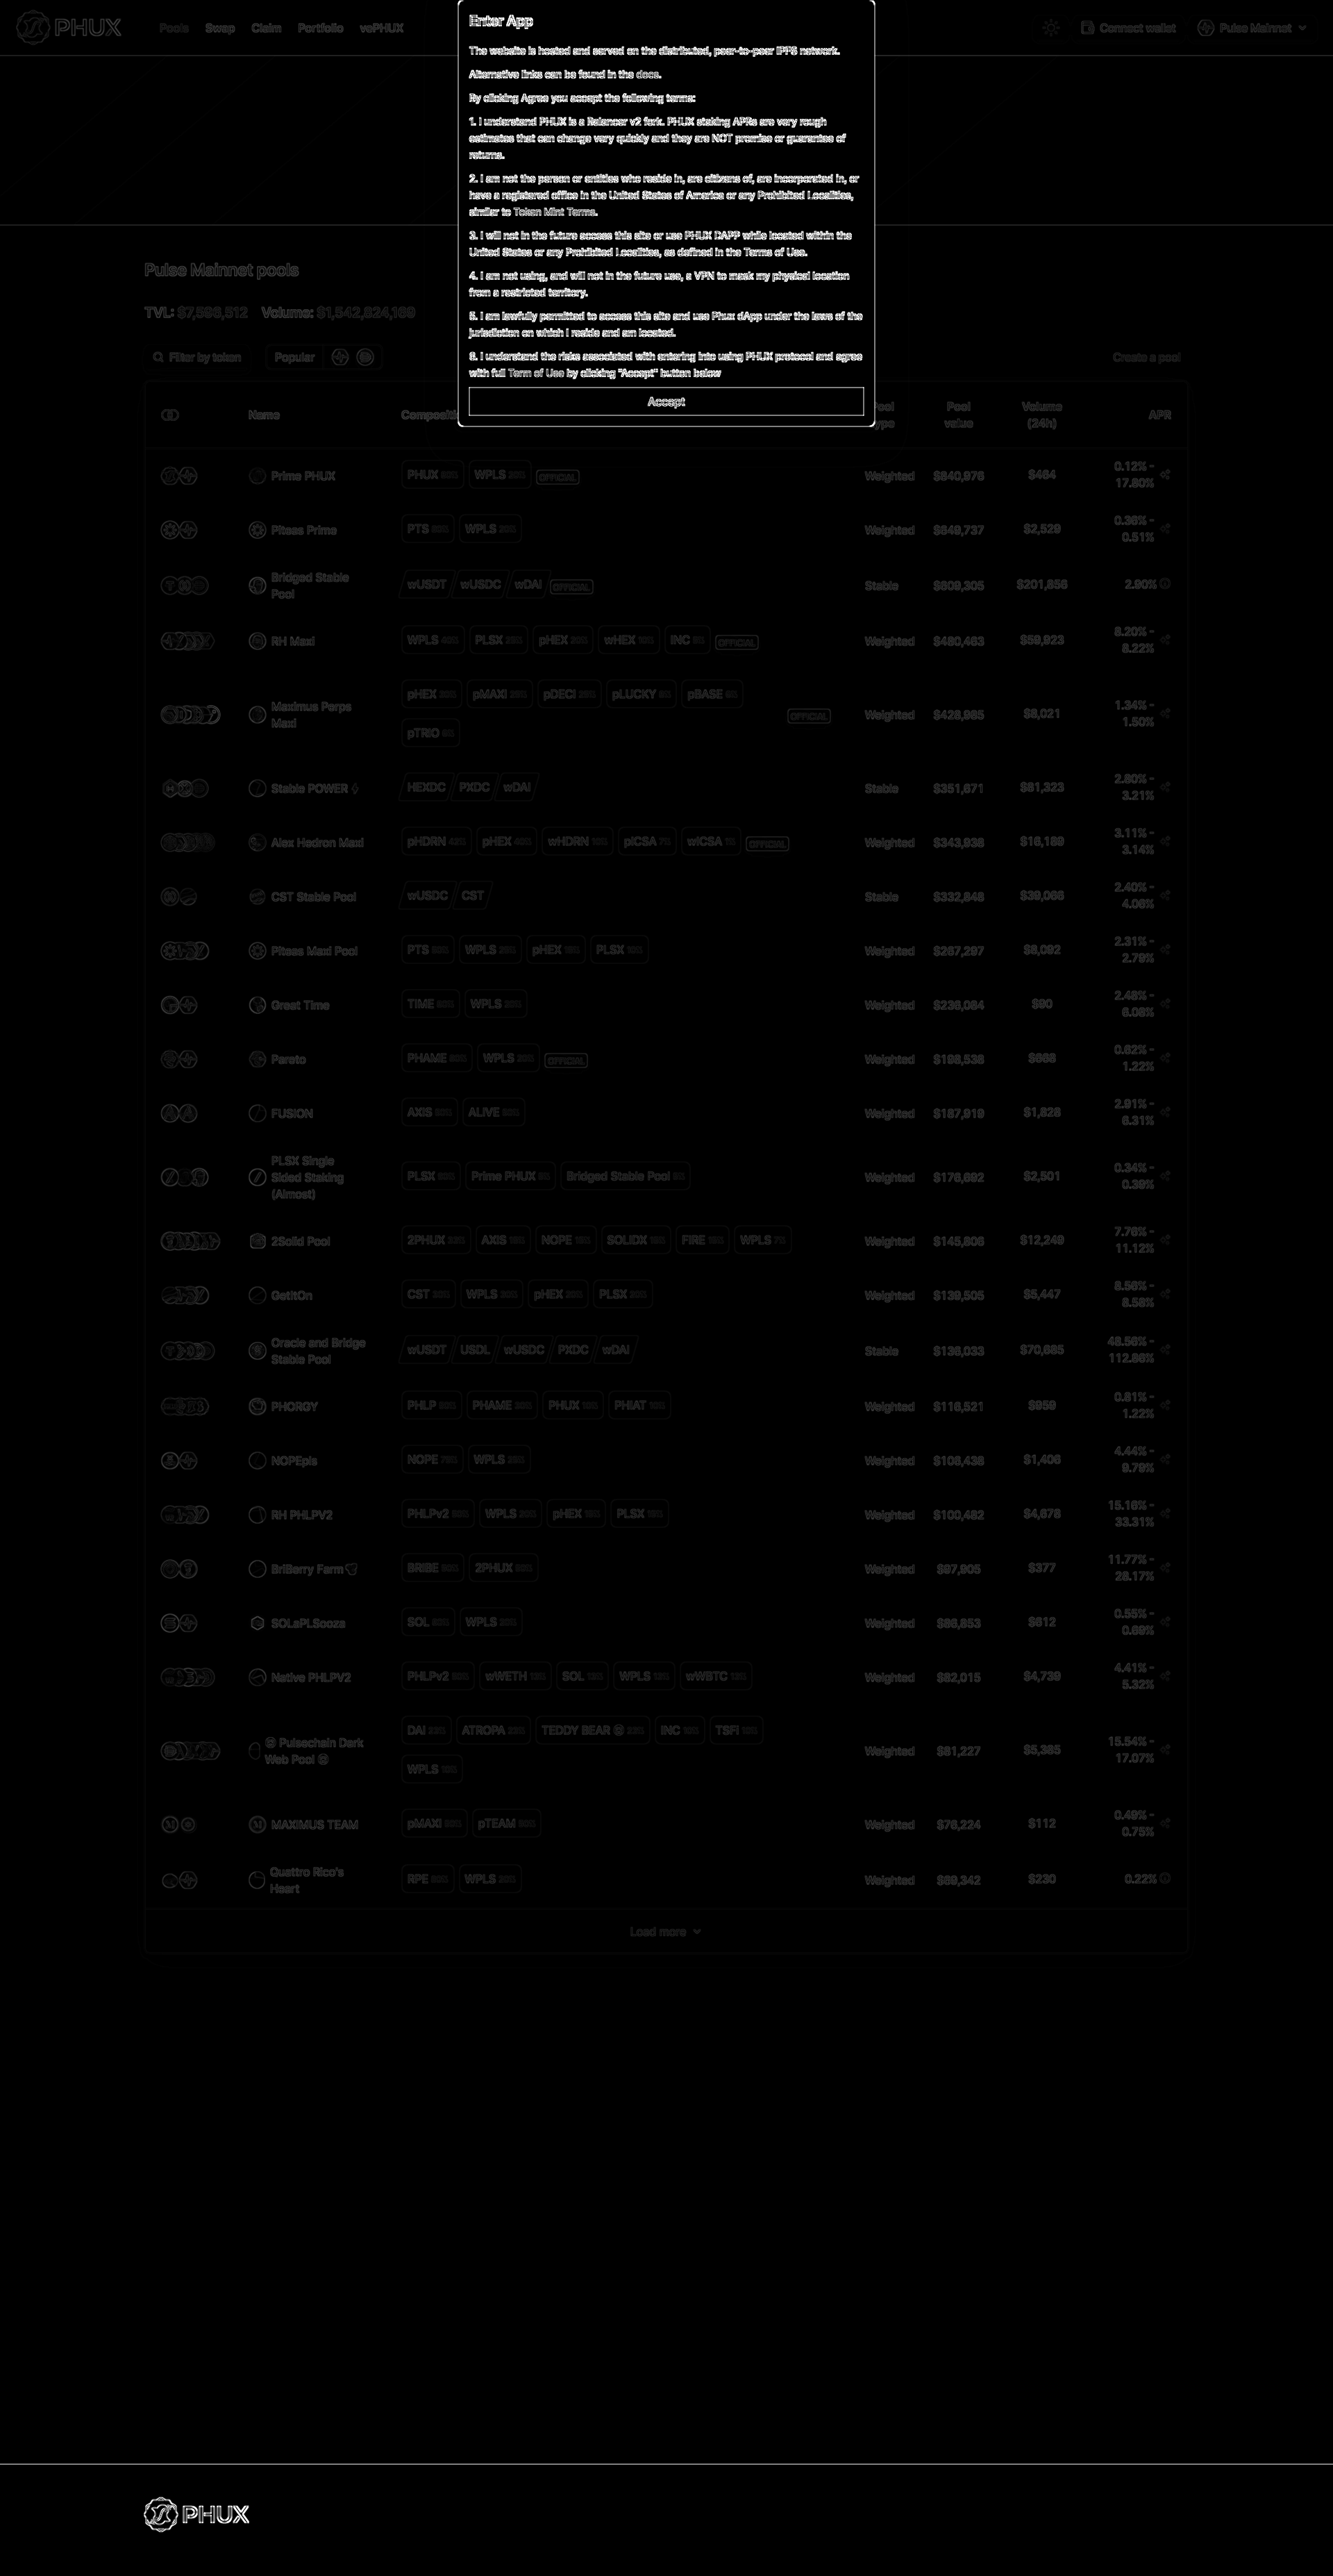 PHUX
Pools Swap Claim Portfolio vePHUX
Connect wallet
Pulse Mainnet
Enter App
The website is hosted and served on the distributed, peer-to-peer IPFS network.
Alternative links can be found in the docs.
By clicking Agree you accept the following terms:
1. I understand PHUX is a Balancer v2 fork. PHUX staking APRs are very rough
estimates that can change very quickly and they are NOT promise or guarantee of
returns.
2. I am not the person or entities who reside in, are citizens of, are incorporated in, or
have a registered office in the United States of America or any Prohibited Localities,
similar to Token Mint Terms.
3. I will not in the future access this site or use PHUX DAPP while located within the
United States or any Prohibited Localities, as defined in the Terms of Use.
4. I am not using, and will not in the future use, a VPN to mask my physical location
from a restricted territory.
5. I am lawfully permitted to access this site and use Phux dApp under the laws of the
jurisdiction on which I reside and am located.
6. I understand the risks associated with entering into using PHUX protocol and agree
with full Term of Use by clicking "Accept" button below
Accept
Pulse Mainnet pools
TVL: $7,596,512 Volume: $1,542,824,169
Filter by token Popular Create a pool
Name Pool value Volume (24h) APR
Prime PHUX PHUX WPLS OFFICIAL Weighted $840,976 $464 0.12% - 17.80%
Piteas Prime PTS WPLS Weighted $649,737 $2,529 0.36% - 0.51%
Bridged Stable Pool wUSDT wUSDC wDAI OFFICIAL Stable $609,305 $201,856 2.90%
RH Maxi WPLS PLSX pHEX wHEX INC OFFICIAL Weighted $480,463 $59,923 8.20% - 8.22%
Maximus Perps Maxi pHEX pMAXI pDECI pLUCKY pBASE pTRIO OFFICIAL Weighted $428,985 $8,021 1.34% - 1.50%
Stable POWER HEXDC PXDC wDAI Stable $351,671 $81,323 2.80% - 3.21%
Alex Hedron Maxi pHDRN pHEX wHDRN pICSA wICSA OFFICIAL Weighted $343,938 $16,189 3.11% - 3.14%
CST Stable Pool wUSDC CST Stable $332,848 $39,066 2.40% - 4.06%
Piteas Maxi Pool PTS WPLS pHEX PLSX Weighted $267,297 $8,092 2.31% - 2.79%
Great Time TIME WPLS Weighted $236,084 $90 2.48% - 6.08%
Pareto PHAME WPLS OFFICIAL Weighted $198,538 $668 0.62% - 1.22%
FUSION AXIS ALIVE Weighted $187,919 $1,828 2.91% - 6.31%
PLSX Single Sided Staking (Almost) PLSX Prime PHUX Bridged Stable Pool Weighted $176,692 $2,501 0.34% - 0.39%
2Solid Pool 2PHUX AXIS NOPE SOLIDX FIRE WPLS Weighted $145,806 $12,249 7.76% - 11.12%
GetItOn CST WPLS pHEX PLSX Weighted $139,505 $5,447 8.56% - 8.58%
Oracle and Bridge Stable Pool wUSDT USDL wUSDC PXDC wDAI Stable $136,033 $70,685 48.56% - 112.86%
PHORGY PHLP PHAME PHUX PHIAT Weighted $116,521 $959 0.81% - 1.22%
NOPEpls NOPE WPLS Weighted $108,438 $1,406 4.44% - 9.79%
RH PHLPV2 PHLPv2 WPLS pHEX PLSX Weighted $100,482 $4,678 15.16% - 33.31%
BriBerry Farm BRIBE 2PHUX Weighted $97,905 $377 11.77% - 28.17%
SOLaPLSooza SOL WPLS Weighted $86,853 $612 0.55% - 0.69%
Native PHLPV2 PHLPv2 wWETH SOL WPLS wWBTC Weighted $82,015 $4,739 4.41% - 5.32%
Pulsechain Dark Web Pool DAI ATROPA TEDDY BEAR INC TSFi WPLS Weighted $81,227 $5,385 15.54% - 17.07%
MAXIMUS TEAM pMAXI pTEAM Weighted $76,224 $112 0.49% - 0.75%
Quattro Rico's Heart RPE WPLS Weighted $69,342 $230 0.22%
Load more
PHUX